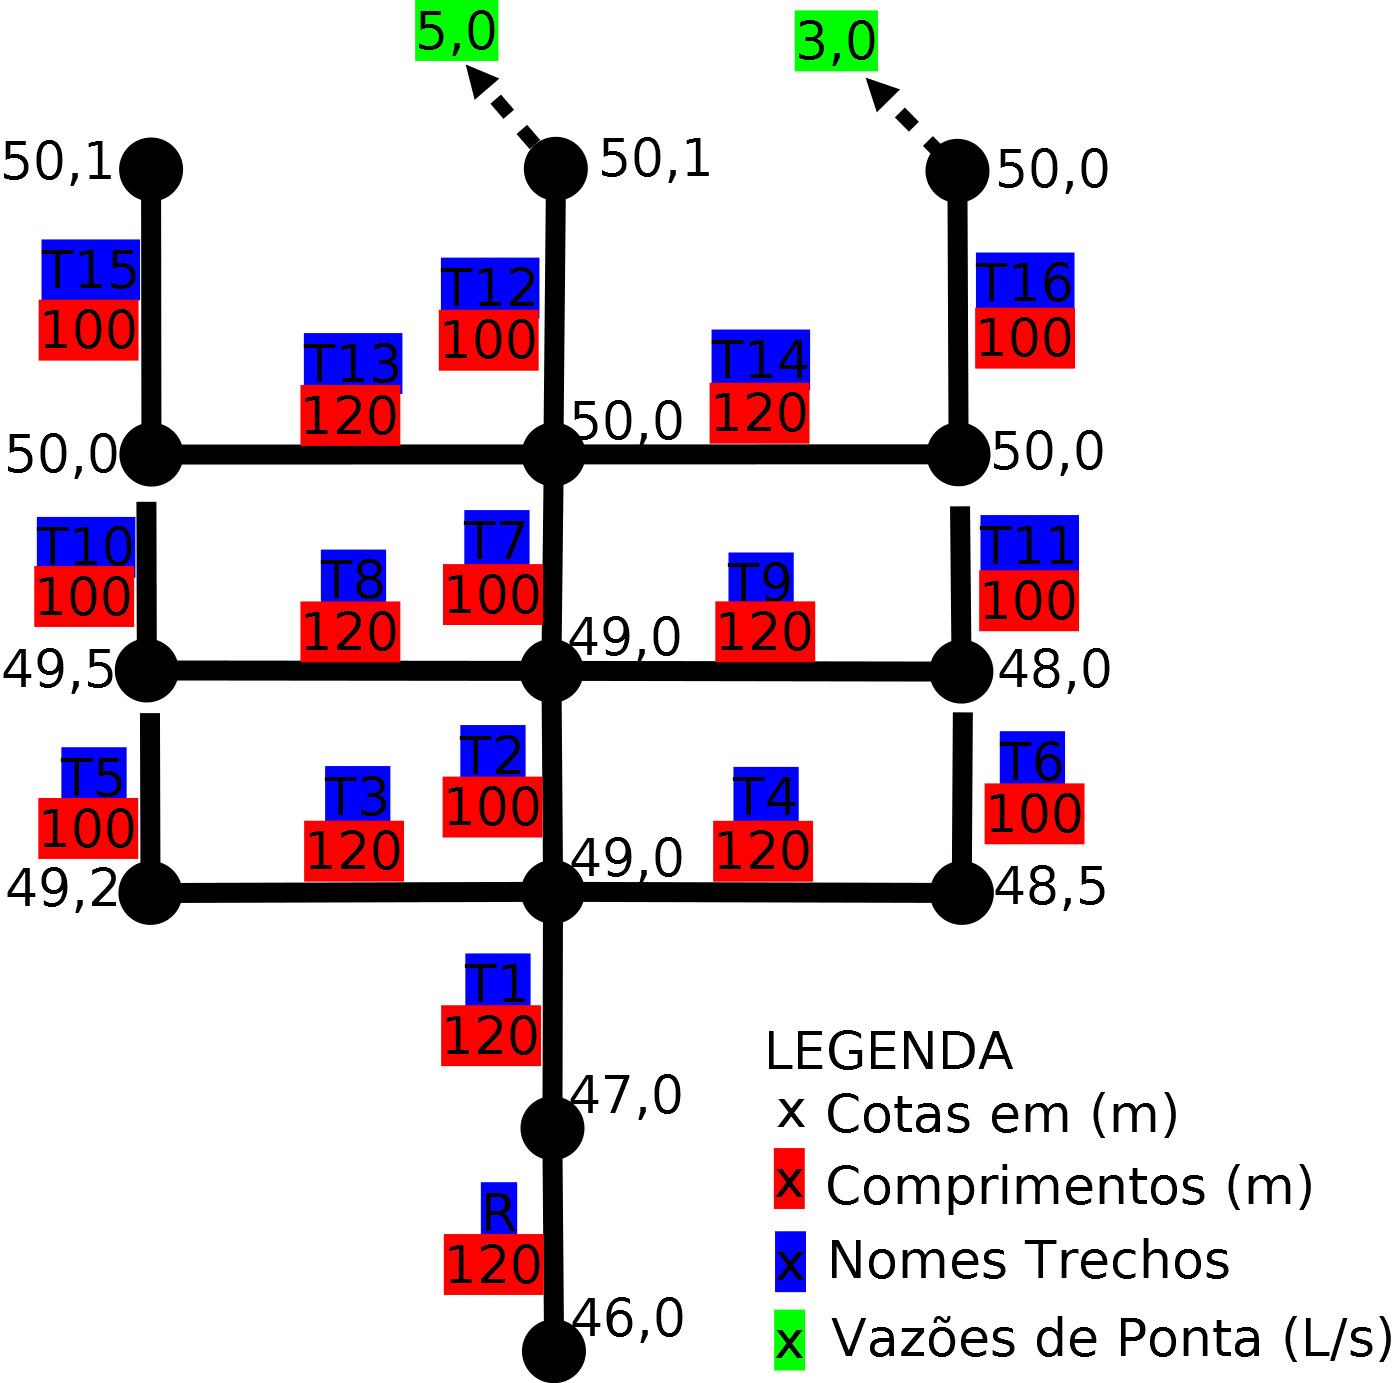 5,0
3,0
50,1
50,1
50,0
T15
100
T12
100
T16
100
T13
120
T14
120
50,0
50,0
50,0
T10
100
T8
120
T7
100
T9
120
T11
100
49,5
49,0
48,0
T5
100
T3
120
T2
100
T4
120
T6
100
49,2
49,0
48,5
T1
120
47,0
R
120
46,0
LEGENDA
x Cotas em (m)
x Comprimentos (m)
x Nomes Trechos
x Vazões de Ponta (L/s)